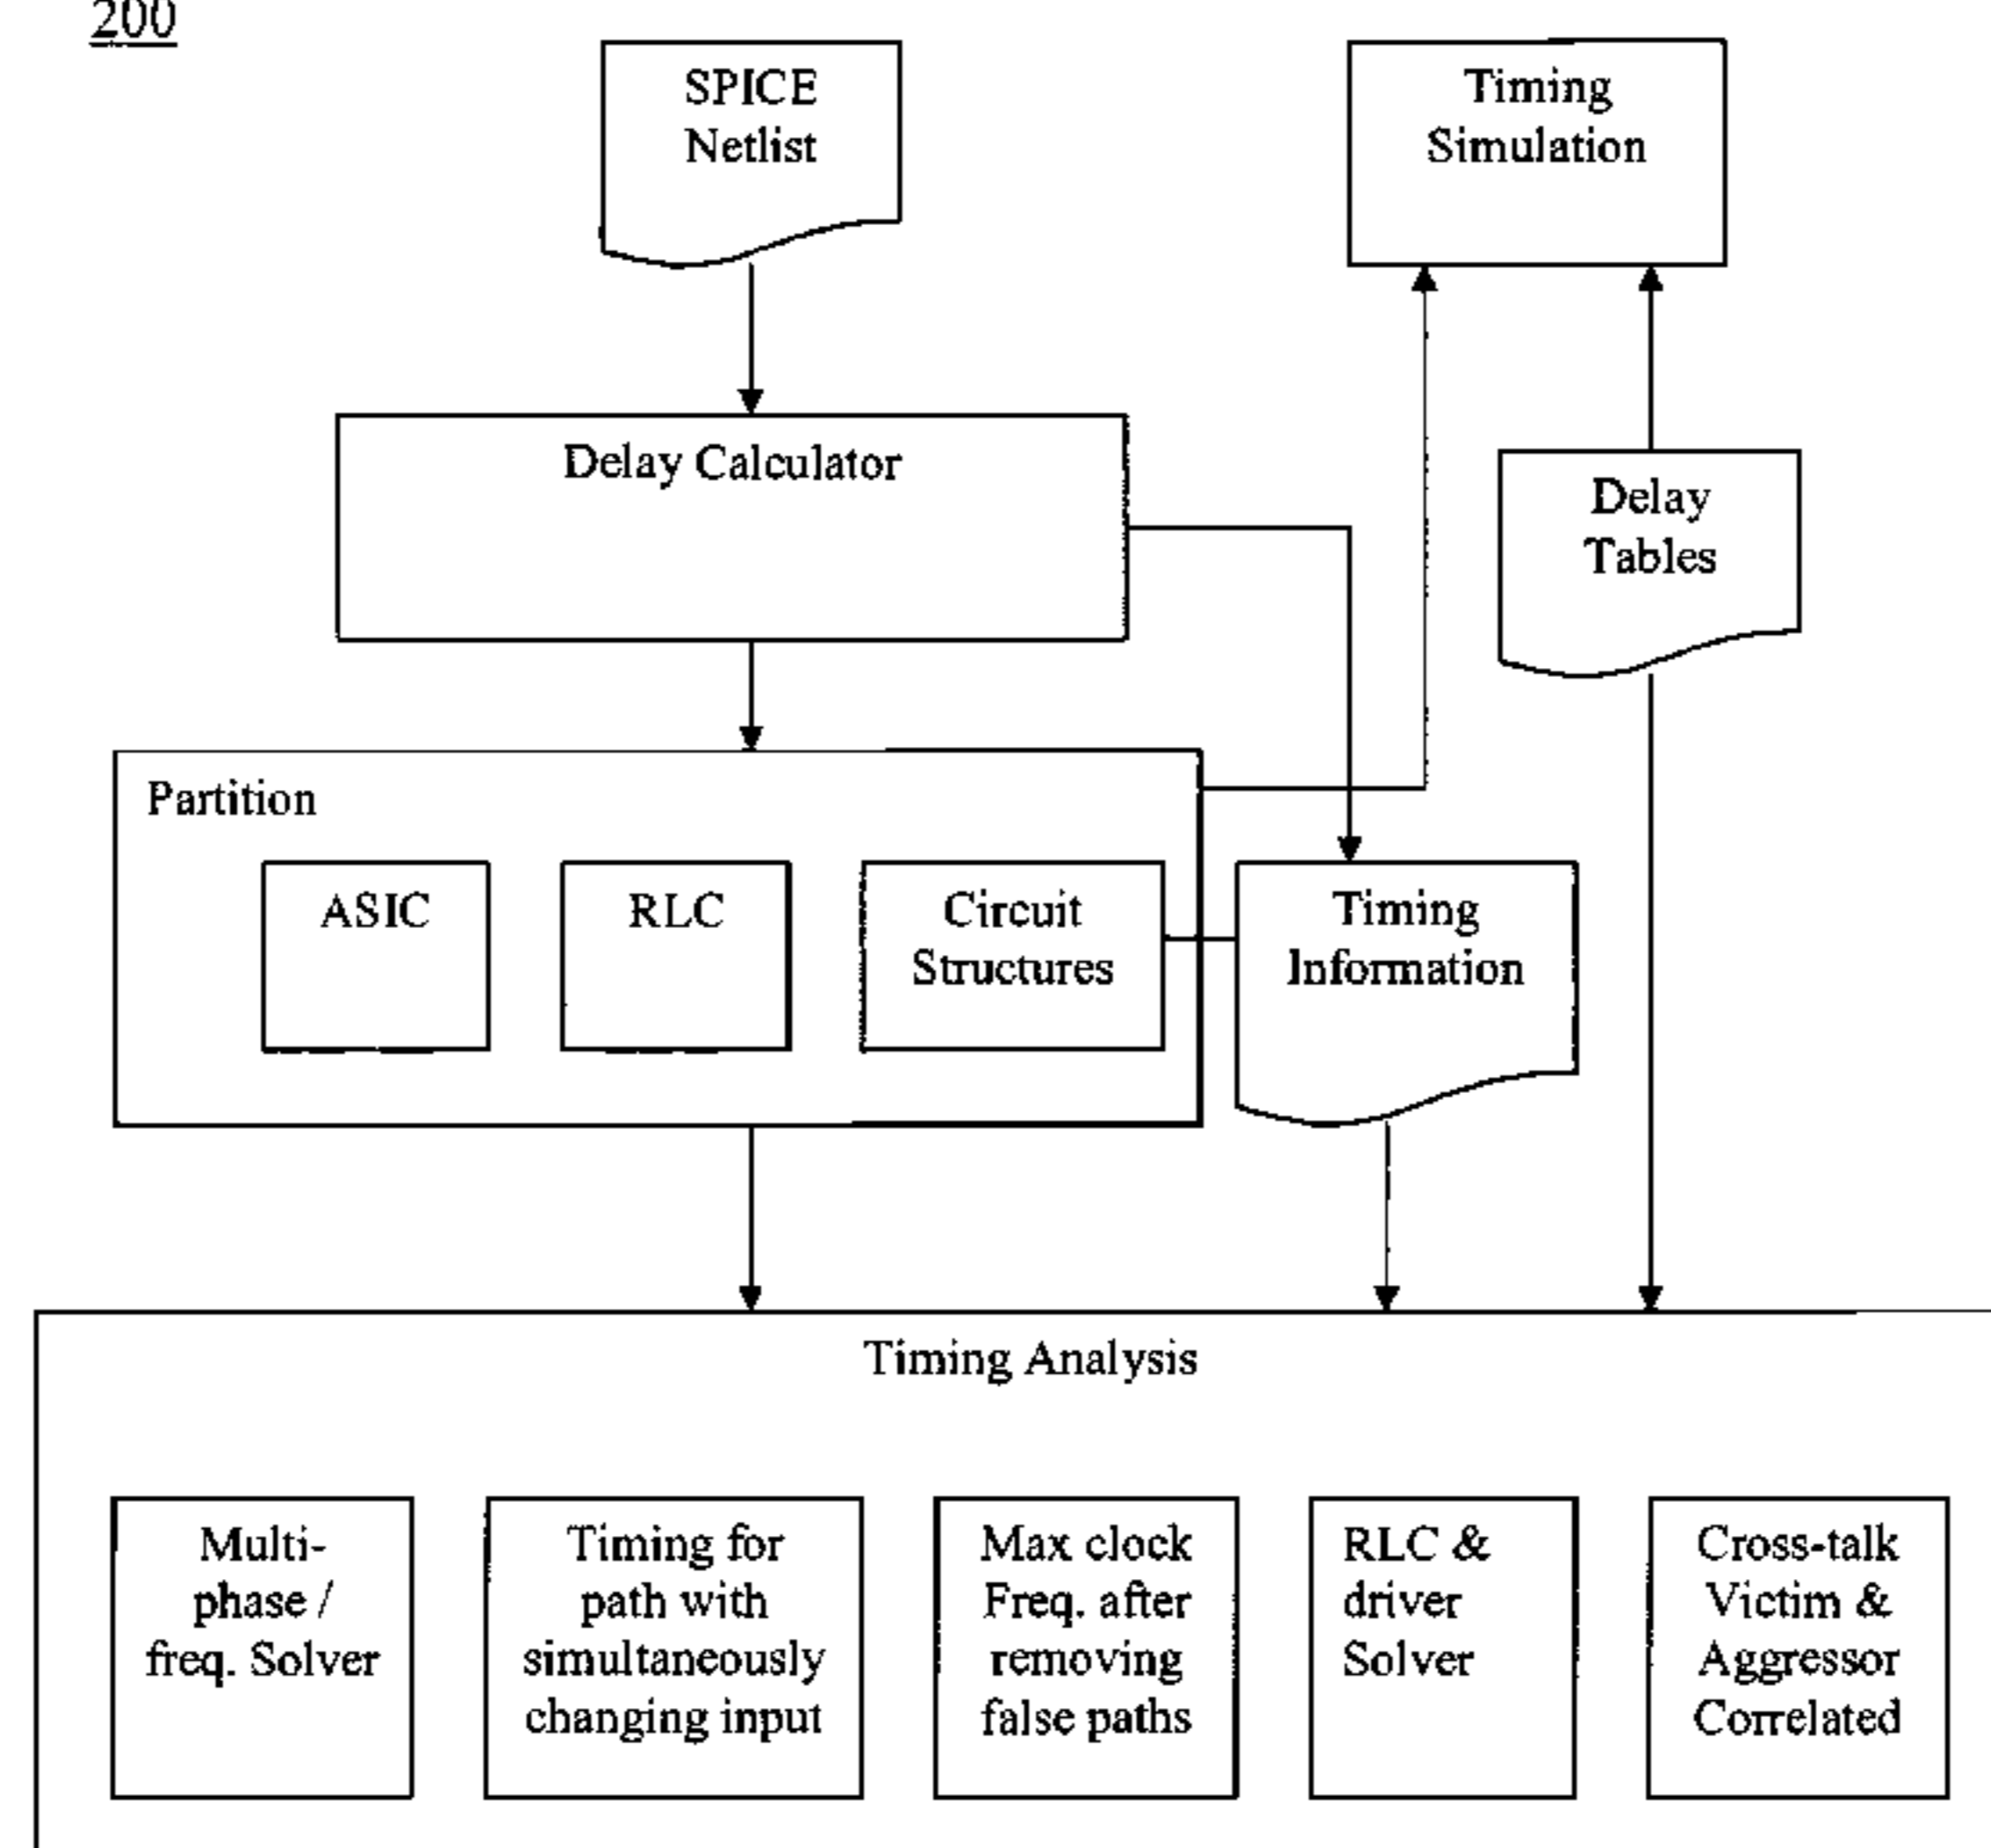 200
SPICE
Netlist
Timing
Simulation
Delay Calculator
Delay
Tables
Partition
ASIC
RLC
Circuit
Structures
Timing
Information
Timing Analysis
Multi-
phase /
freq. Solver
Timing for
path with
simultaneously
changing input
Max clock
Freq. after
removing
false paths
RLC &
driver
Solver
Cross-talk
Victim &
Aggressor
Correlated